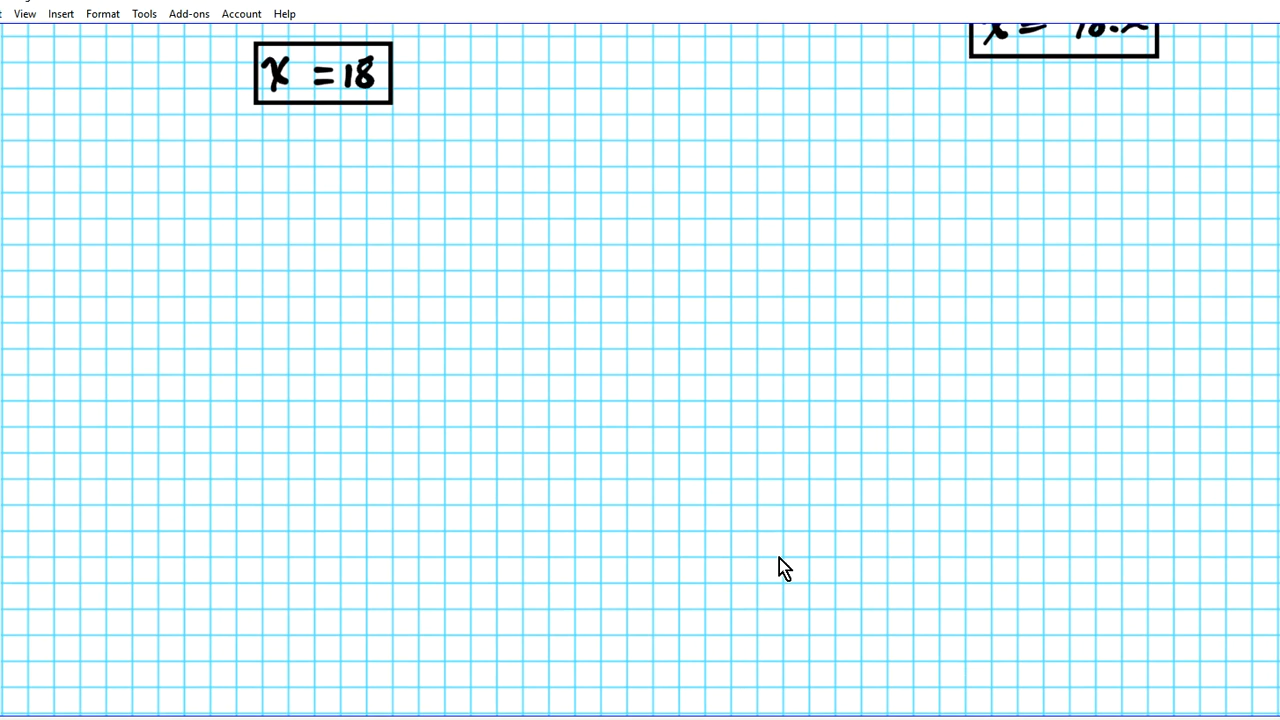 View Insert Format Tools Add-ons Account Help
x = 18
x =